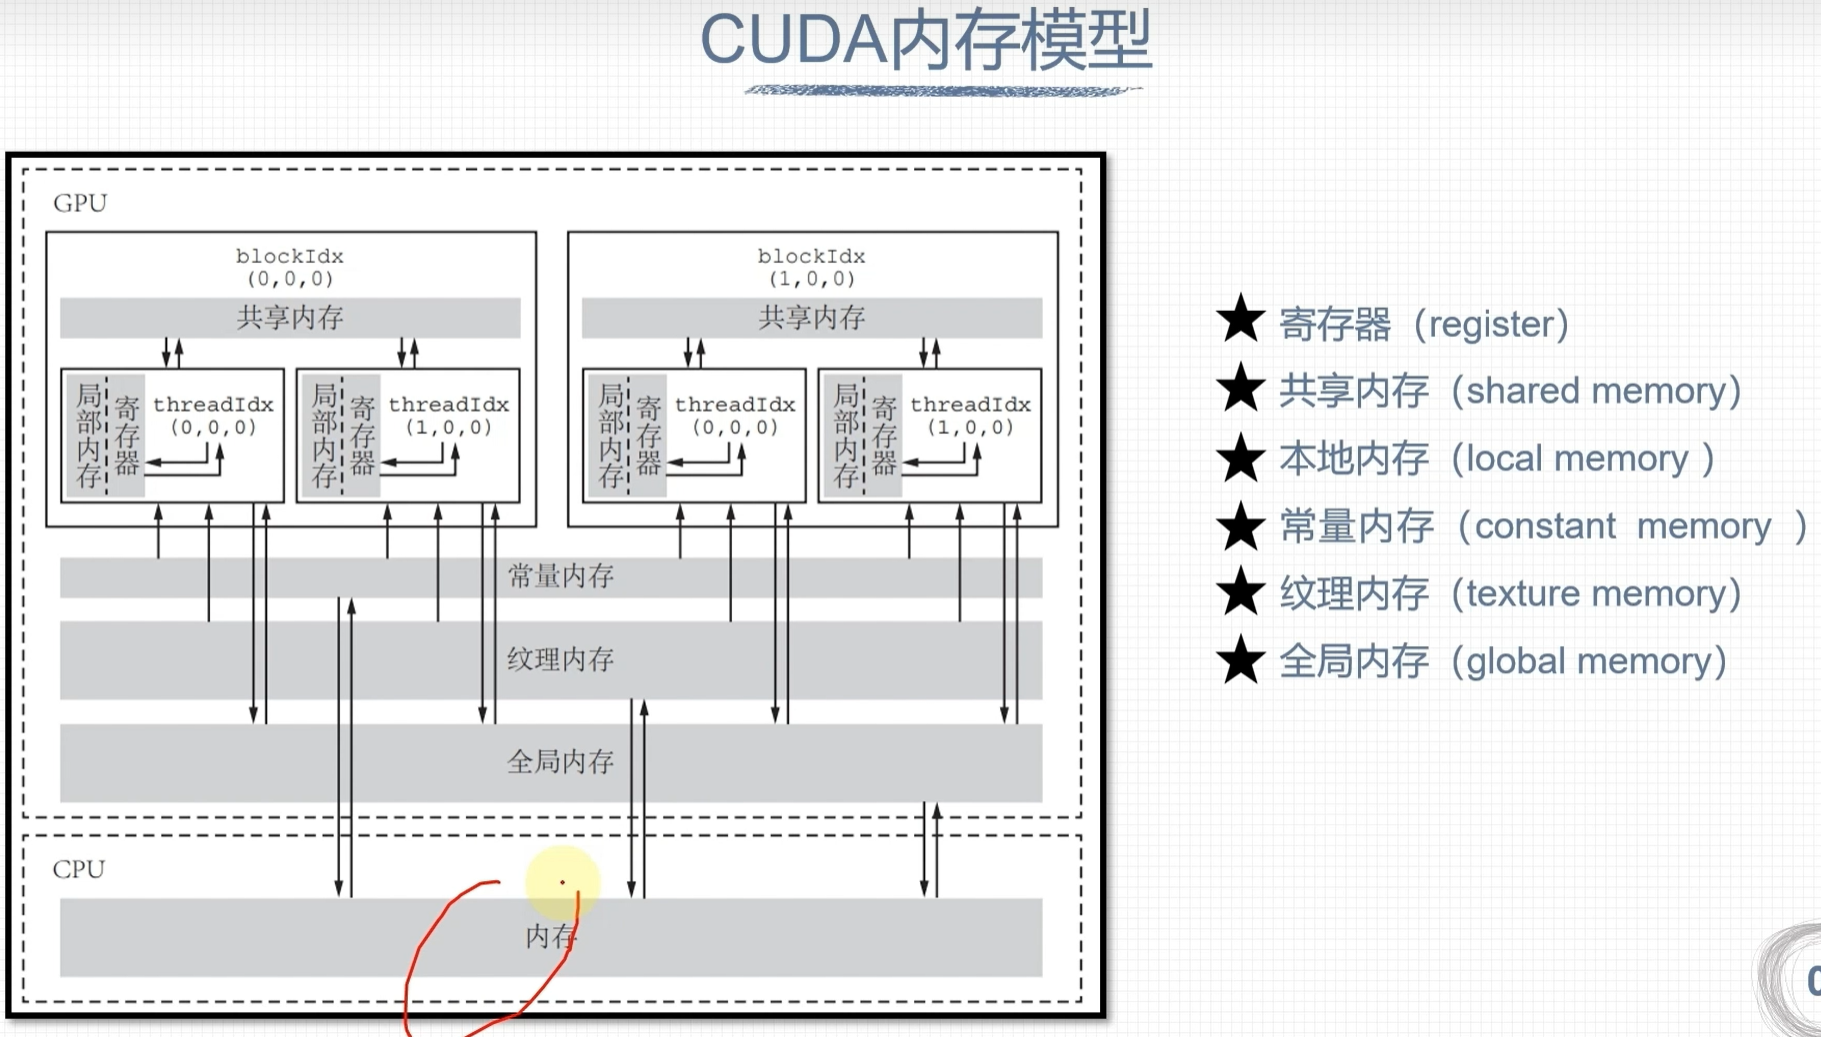 CUDA内存模型
GPU
blockIdx
(0,0,0)
共享内存
局部内存
寄存器
threadIdx
(0,0,0)
局部内存
寄存器
threadIdx
(1,0,0)
blockIdx
(1,0,0)
共享内存
局部内存
寄存器
threadIdx
(0,0,0)
局部内存
寄存器
threadIdx
(1,0,0)
常量内存
纹理内存
全局内存
CPU
内存
★ 寄存器（register）
★ 共享内存（shared memory）
★ 本地内存（local memory ）
★ 常量内存（constant memory ）
★ 纹理内存（texture memory）
★ 全局内存（global memory）